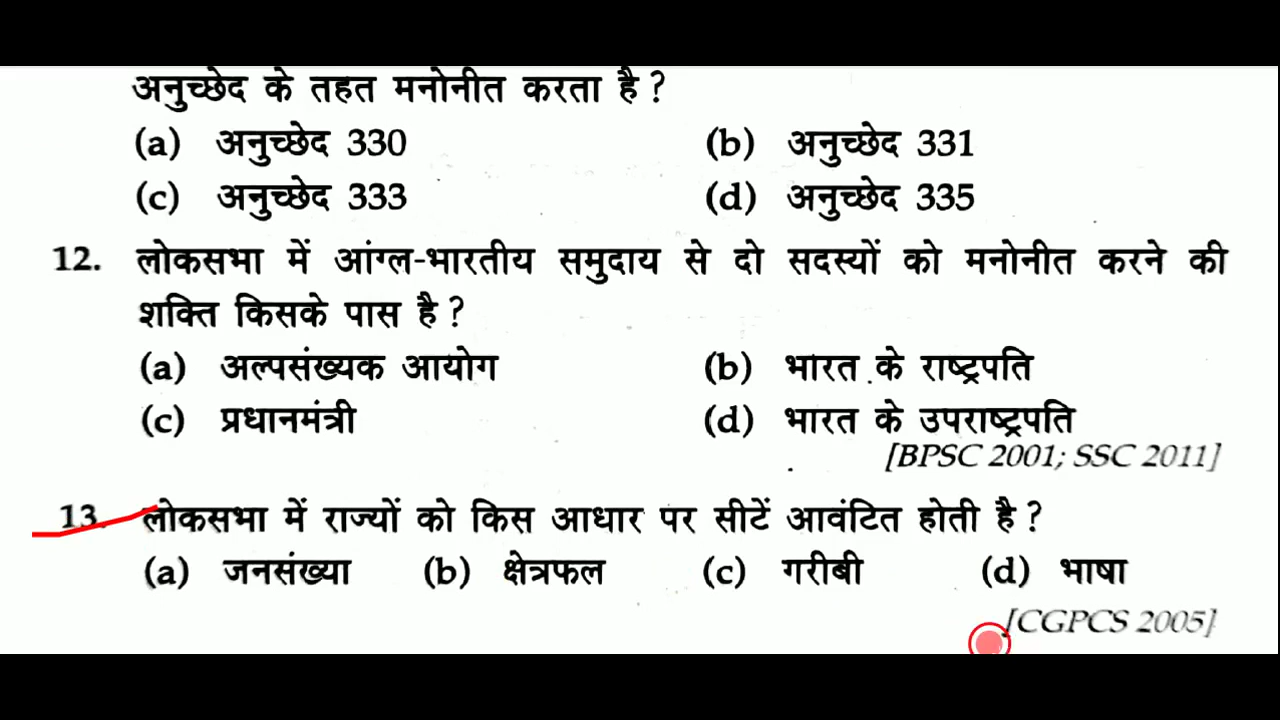 अनुच्छेद के तहत मनोनीत करता है ?
(a) अनुच्छेद 330 (b) अनुच्छेद 331
(c) अनुच्छेद 333 (d) अनुच्छेद 335
12. लोकसभा में आंग्ल-भारतीय समुदाय से दो सदस्यों को मनोनीत करने की
शक्ति किसके पास है ?
(a) अल्पसंख्यक आयोग (b) भारत के राष्ट्रपति
(c) प्रधानमंत्री (d) भारत के उपराष्ट्रपति
[BPSC 2001; SSC 2011]
13. लोकसभा में राज्यों को किस आधार पर सीटें आवंटित होती है ?
(a) जनसंख्या (b) क्षेत्रफल (c) गरीबी (d) भाषा
[CGPCS 2005]